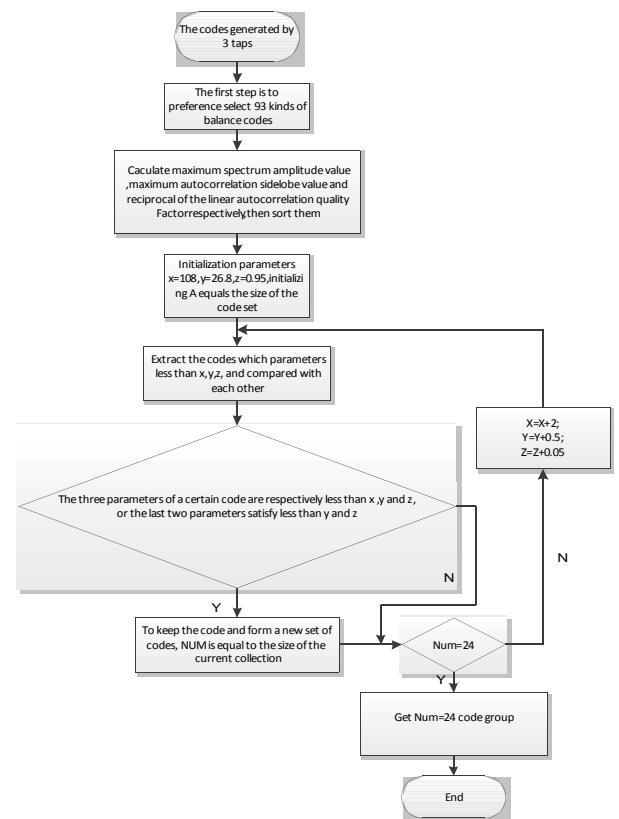 The codes generated by
3 taps
The first step is to
preference select 93 kinds of
balance codes
Caculate maximum spectrum amplitude value
,maximum autocorrelation sidelobe value and
reciprocal of the linear autocorrelation quality
Factorrespectively,then sort them
Initialization parameters
x=108,y=26.8,z=0.95,initializi
ng A equals the size of the
code set
Extract the codes which parameters
less than x,y,z, and compared with
each other
X=X+2;
Y=Y+0.5;
Z=Z+0.05
The three parameters of a certain code are respectively less than x ,y and z ,
or the last two parameters satisfy less than y and z
N
N
Y
To keep the code and form a new set of
codes, NUM is equal to the size of the
current collection
Num=24
Y
Get Num=24 code group
End